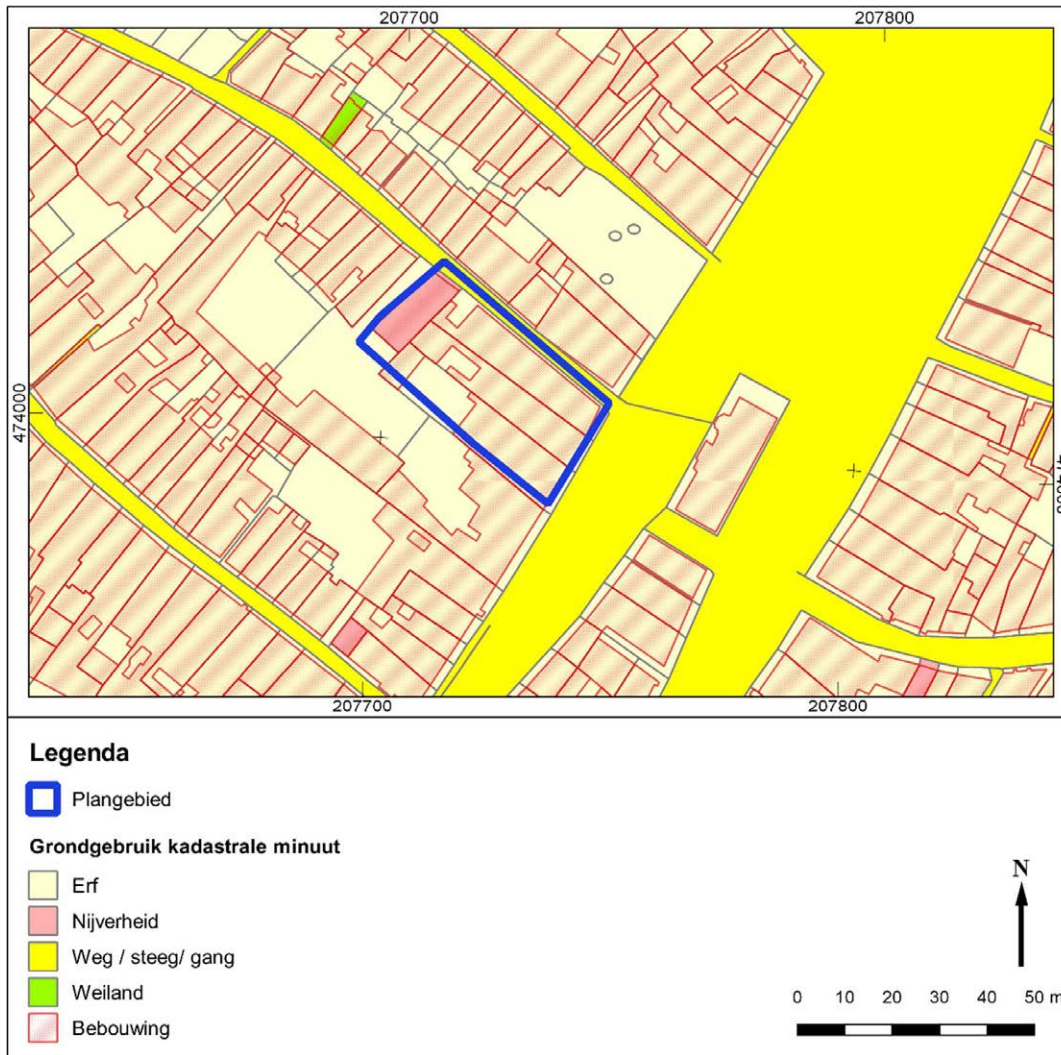 207700
207800
474000
207700
207800
Legenda
Plangebied
Grondgebruik kadastrale minuut
Erf
Nijverheid
Weg / steeg/ gang
Weiland
Bebouwing
N
0 10 20 30 40 50 m